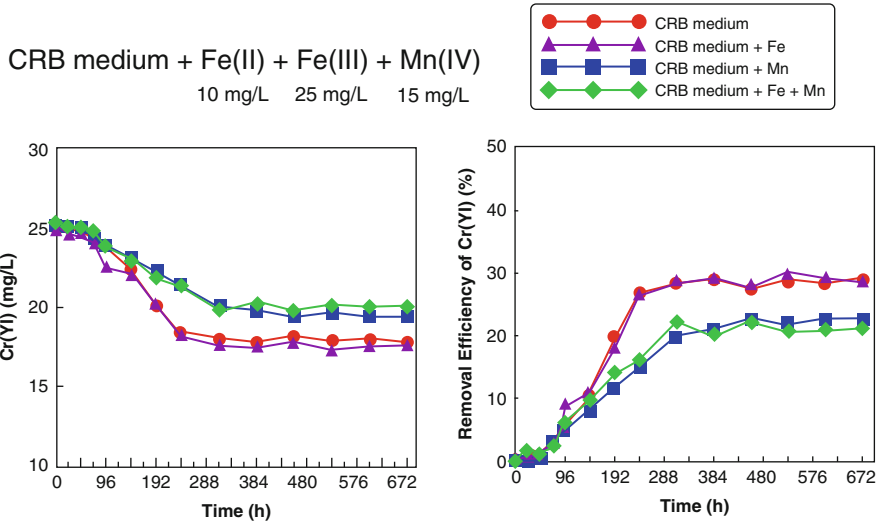 CRB medium + Fe(II) + Fe(III) + Mn(IV)
10 mg/L 25 mg/L 15 mg/L
CRB medium
CRB medium + Fe
CRB medium + Mn
CRB medium + Fe + Mn
Cr(YI) (mg/L)
30
25
20
15
10
0 96 192 288 384 480 576 672
Time (h)
Removal Efficiency of Cr(YI) (%)
50
40
30
20
10
0
0 96 192 288 384 480 576 672
Time (h)